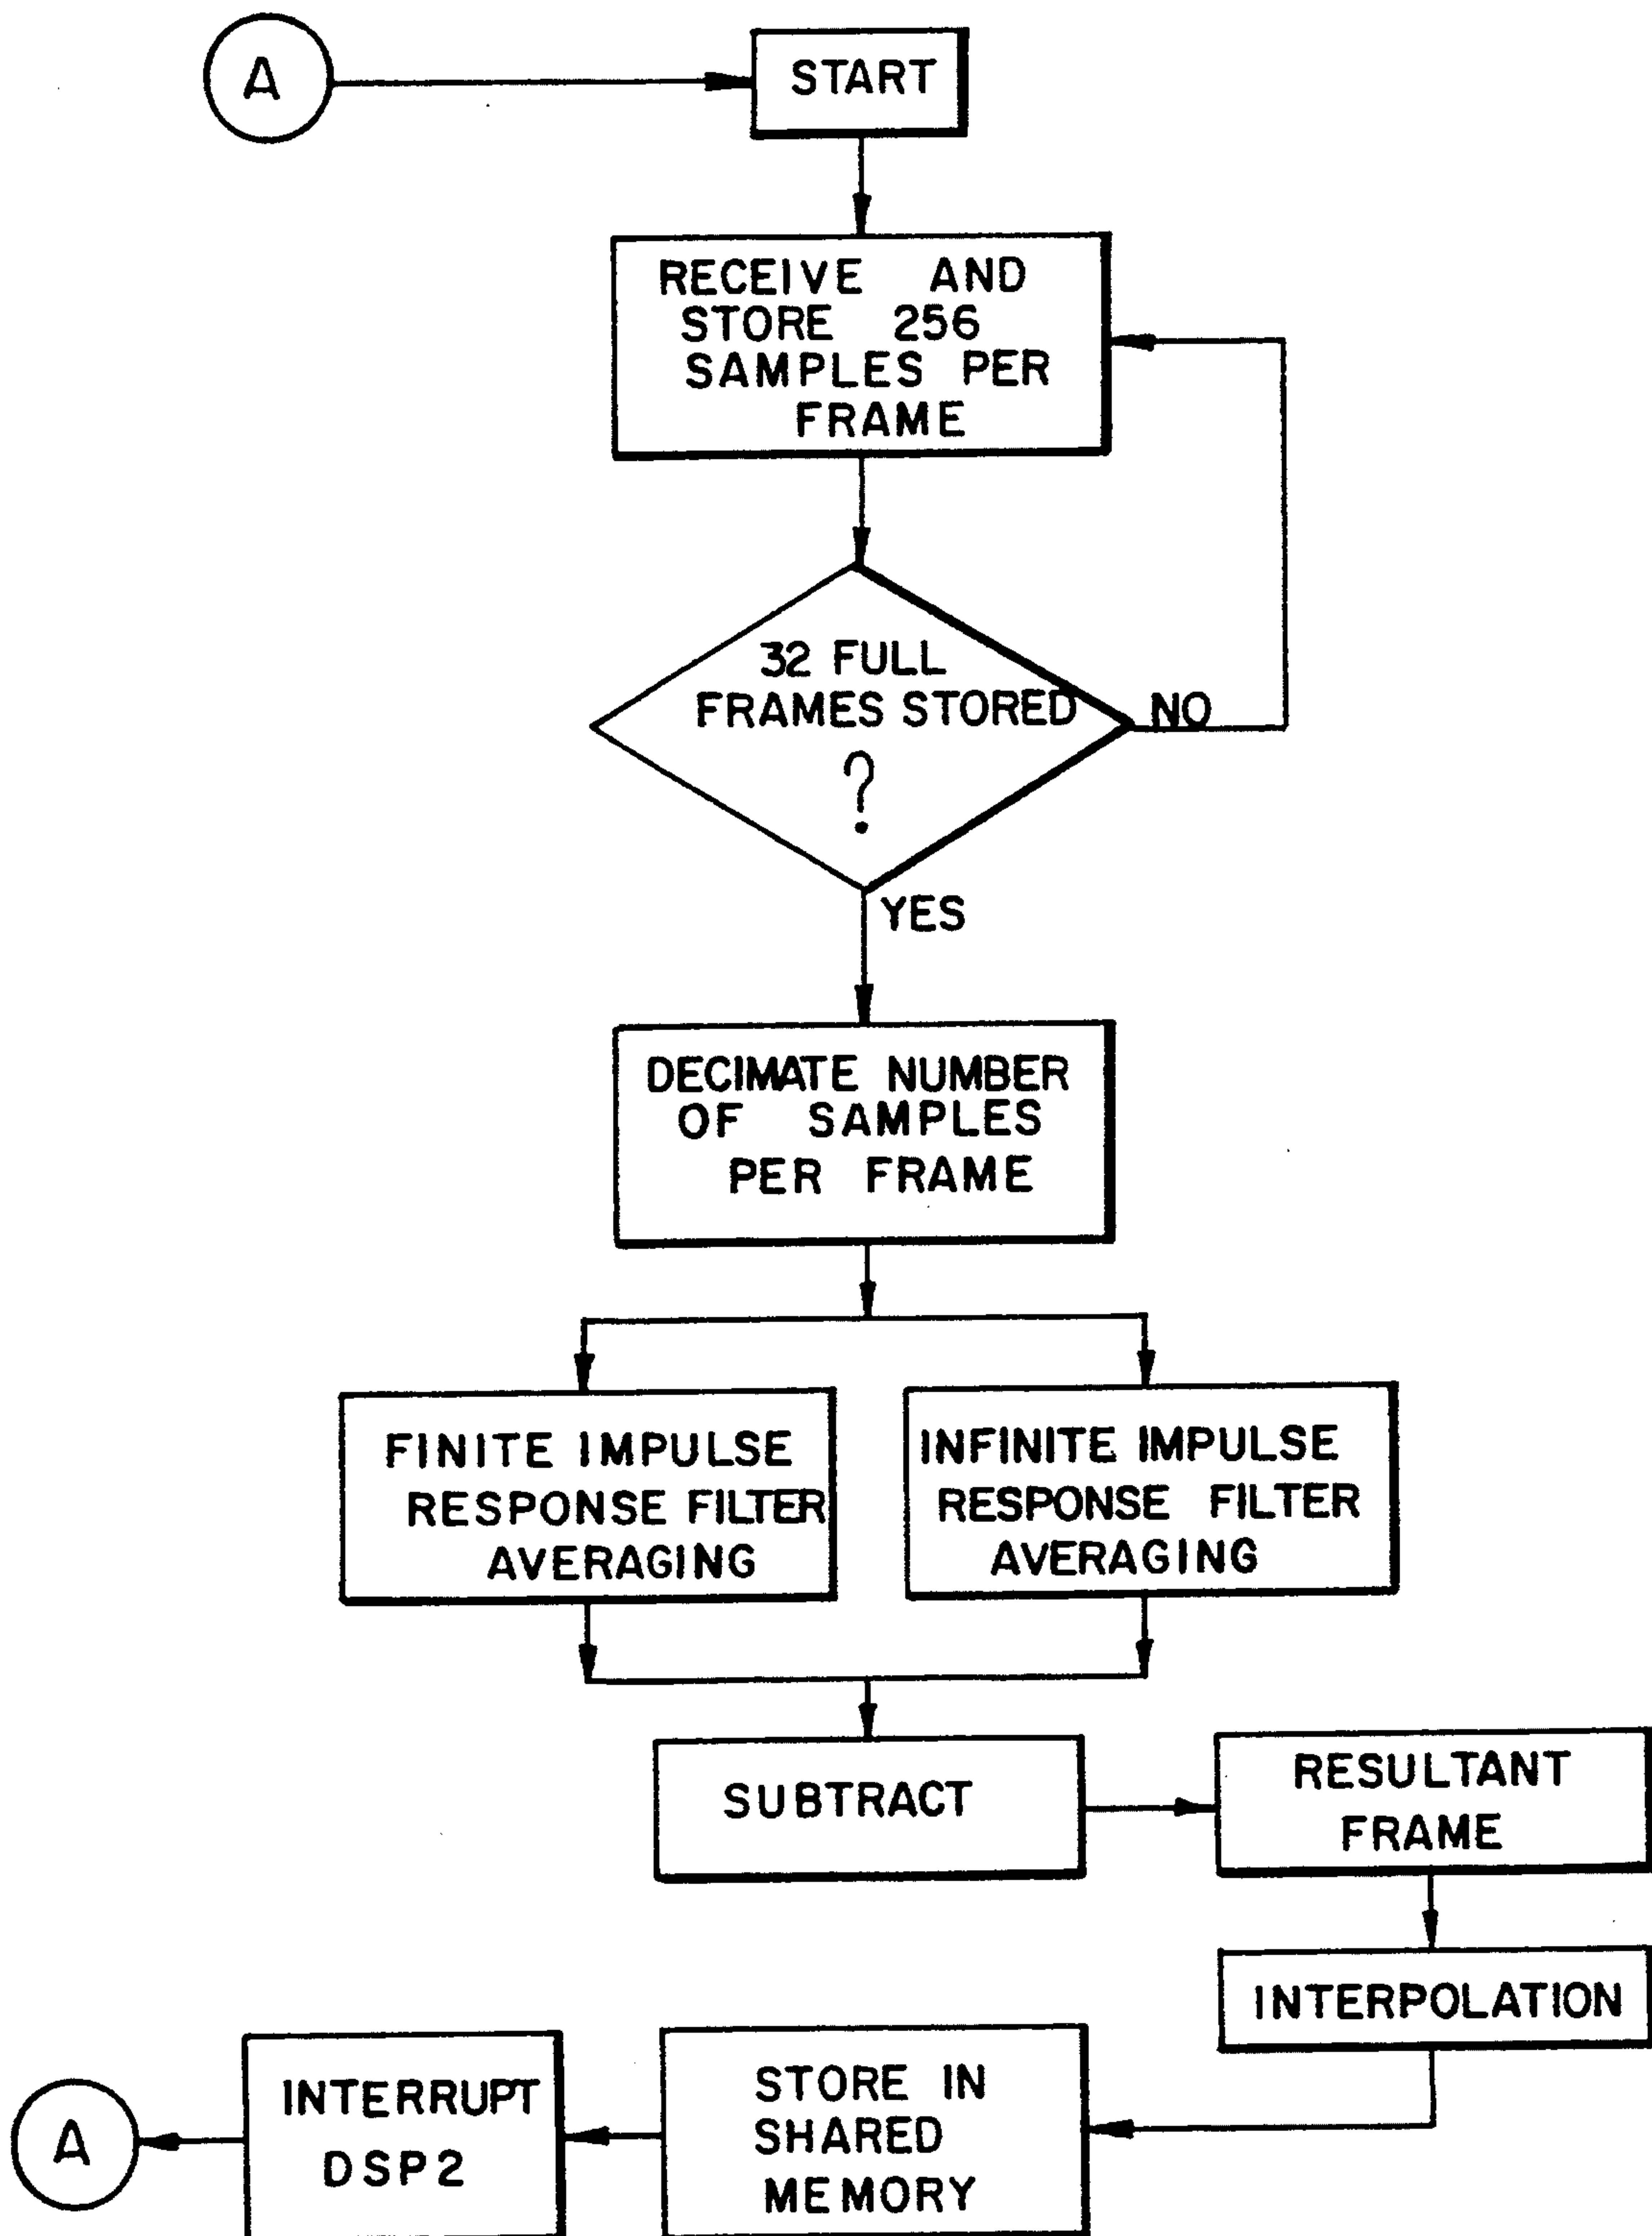 A
START
RECEIVE AND
STORE 256
SAMPLES PER
FRAME
32 FULL
FRAMES STORED
?
NO
YES
DECIMATE NUMBER
OF SAMPLES
PER FRAME
FINITE IMPULSE
RESPONSE FILTER
AVERAGING
INFINITE IMPULSE
RESPONSE FILTER
AVERAGING
SUBTRACT
RESULTANT
FRAME
INTERPOLATION
STORE IN
SHARED
MEMORY
INTERRUPT
DSP2
A